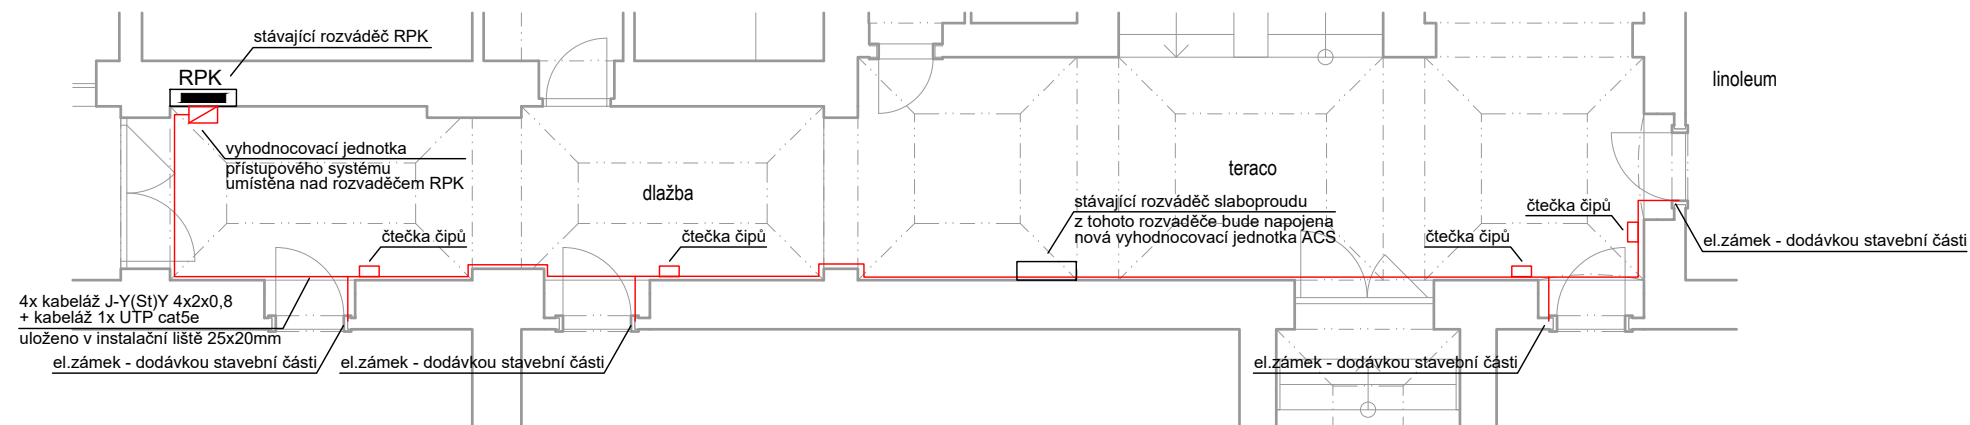 stávající rozváděč RPK
RPK
linoleum
vyhodnocovací jednotka
přístupového systému
umístěna nad rozvaděčem RPK
dlažba
teraco
stávající rozváděč slaboproudu
z tohoto rozvaděče bude napojena
nová vyhodnocovací jednotka ACS
čtečka čipů
čtečka čipů
čtečka čipů
čtečka čipů
el.zámek - dodávkou stavební části
4x kabeláž J-Y(St)Y 4x2x0,8
+ kabeláž 1x UTP cat5e
uloženo v instalační liště 25x20mm
el.zámek - dodávkou stavební části
el.zámek - dodávkou stavební části
el.zámek - dodávkou stavební části